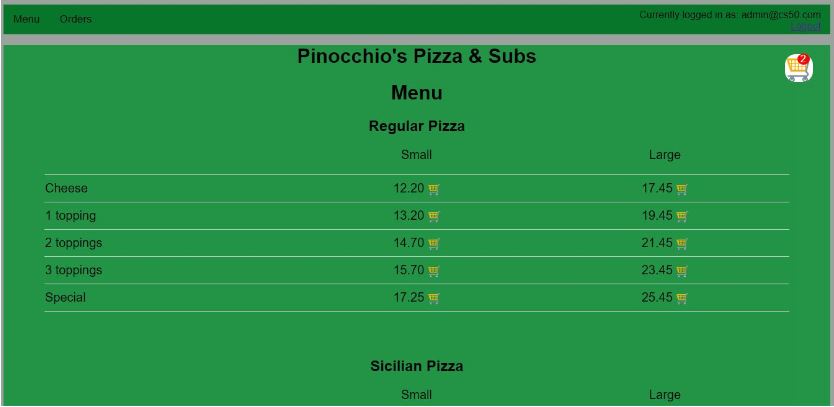 Menu Orders Currently logged in as: admin@cs50.com
Logout
Pinocchio's Pizza & Subs
2
Menu
Regular Pizza
Small Large
Cheese 12.20 17.45
1 topping 13.20 19.45
2 toppings 14.70 21.45
3 toppings 15.70 23.45
Special 17.25 25.45
Sicilian Pizza
Small Large